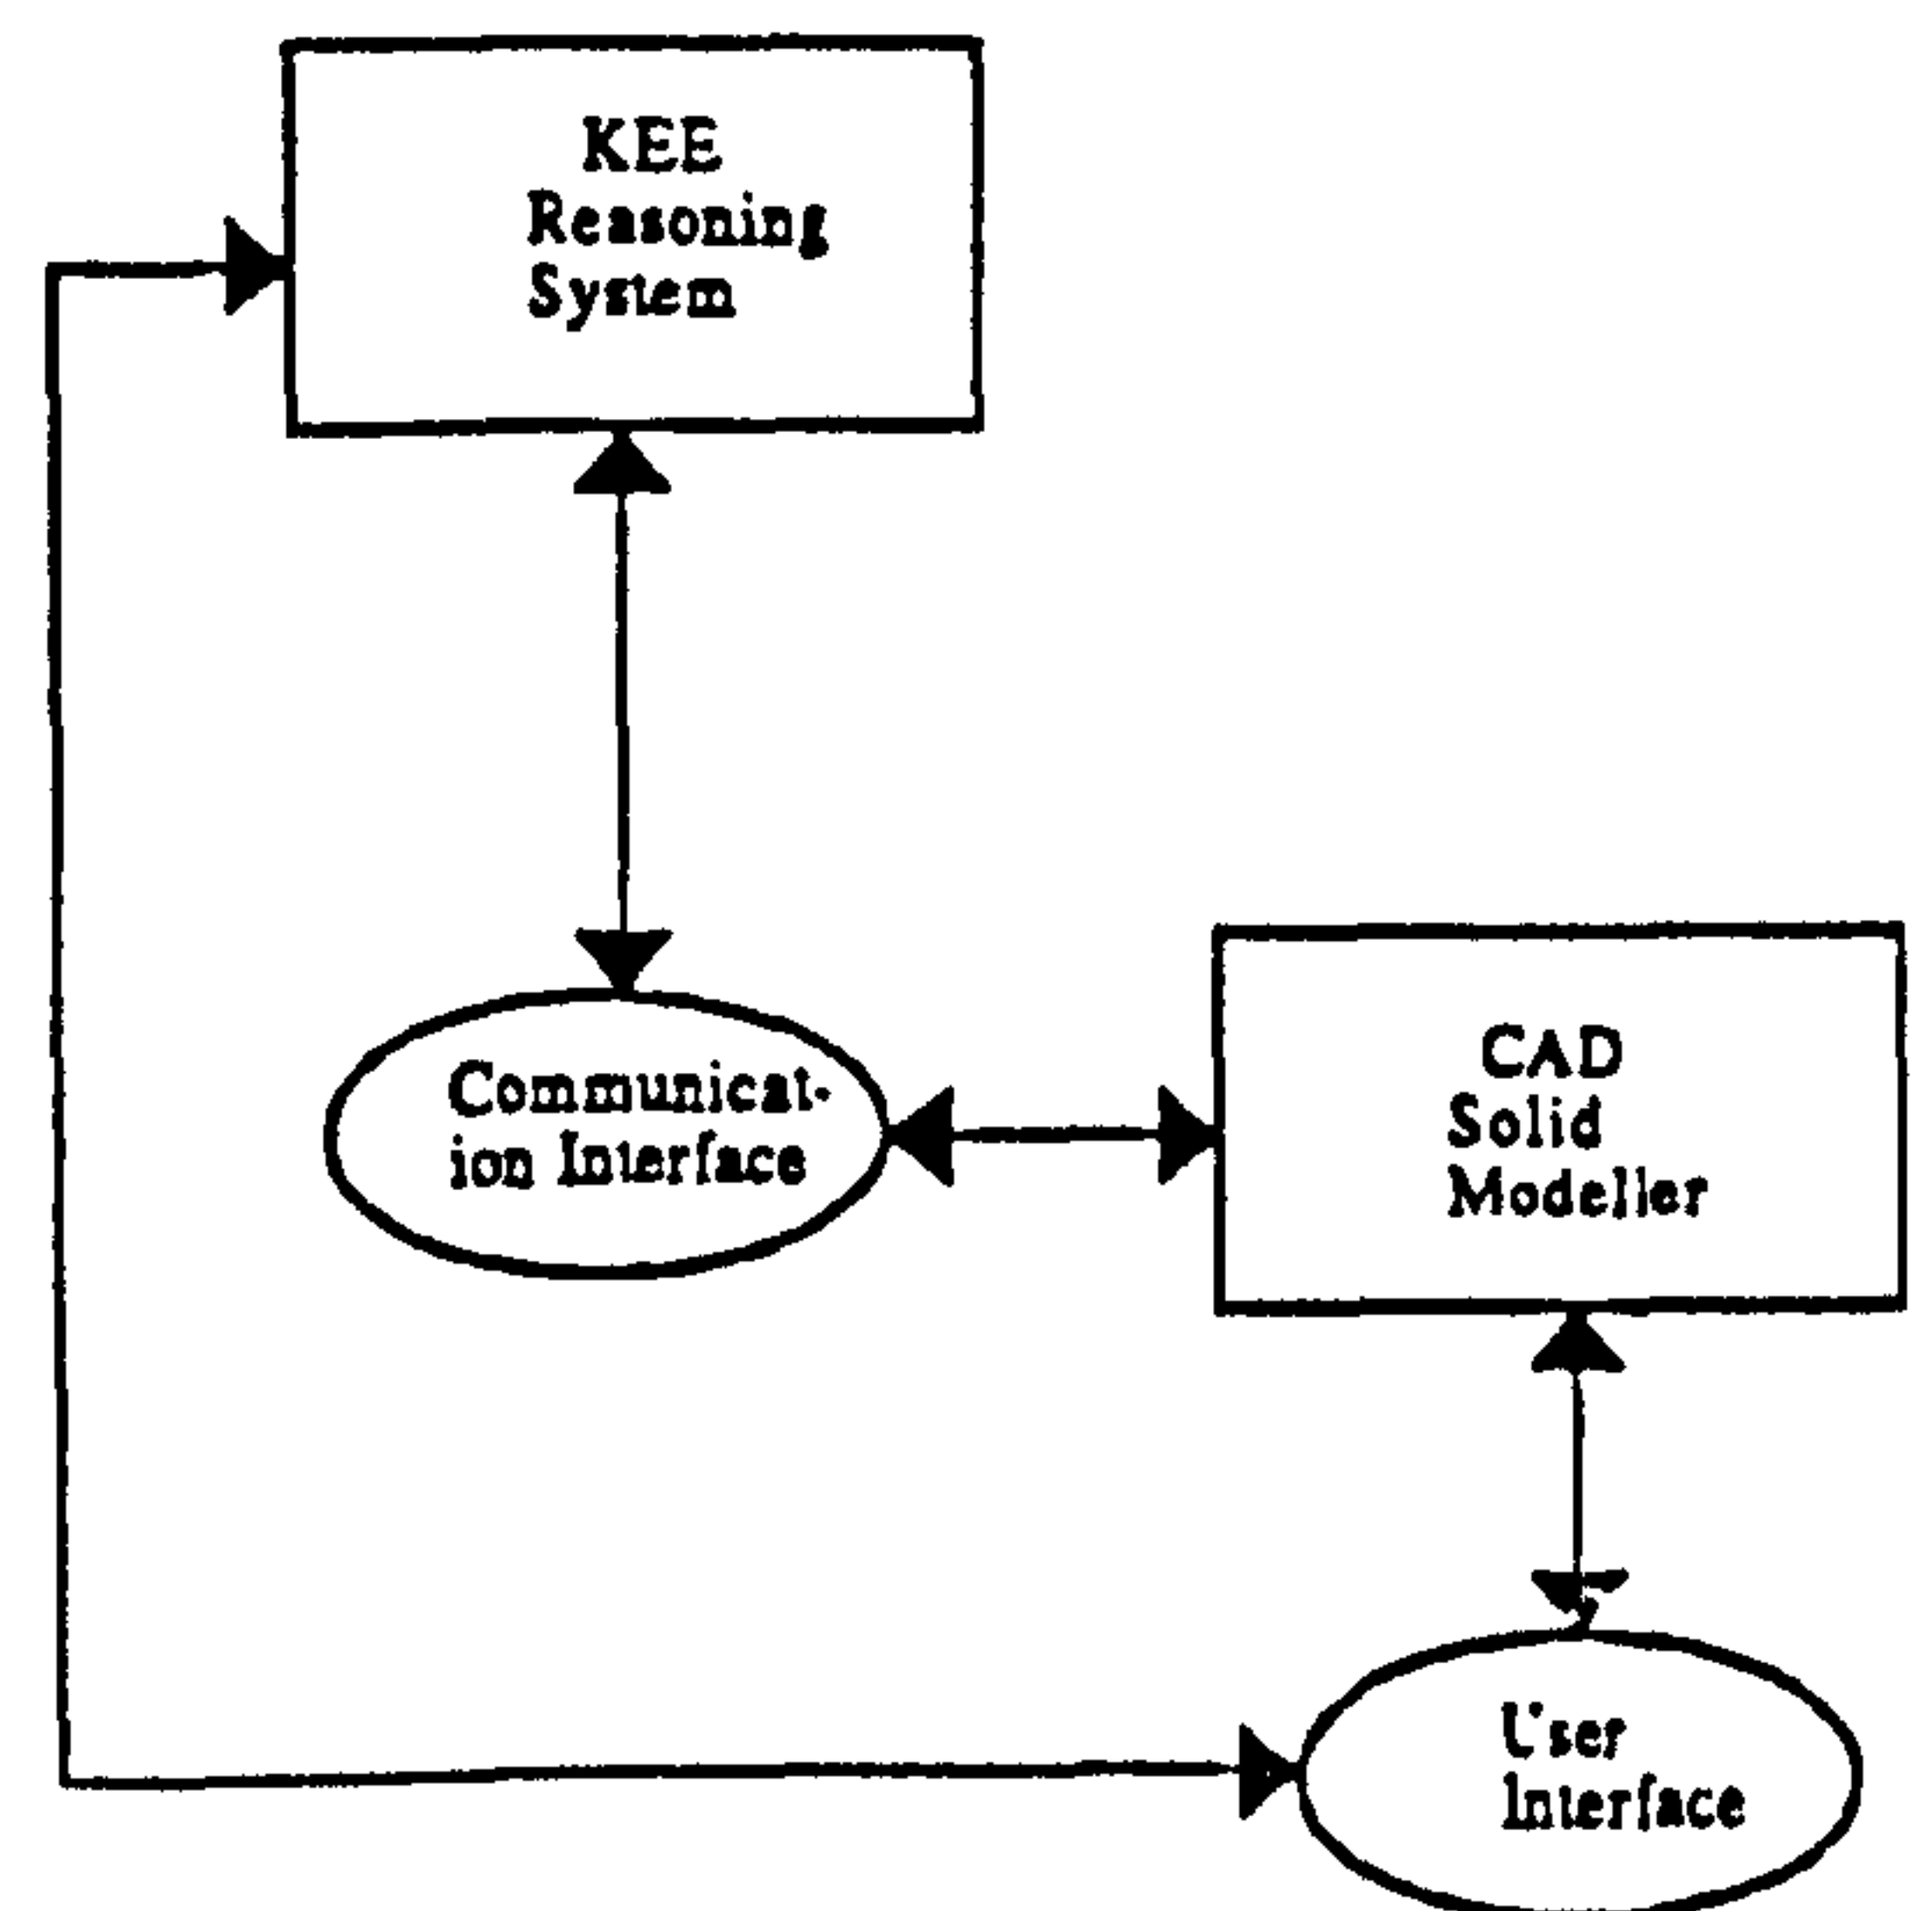 KEE
Reasoning
System
Communicat-
ion Interface
CAD
Solid
Modeller
User
Interface